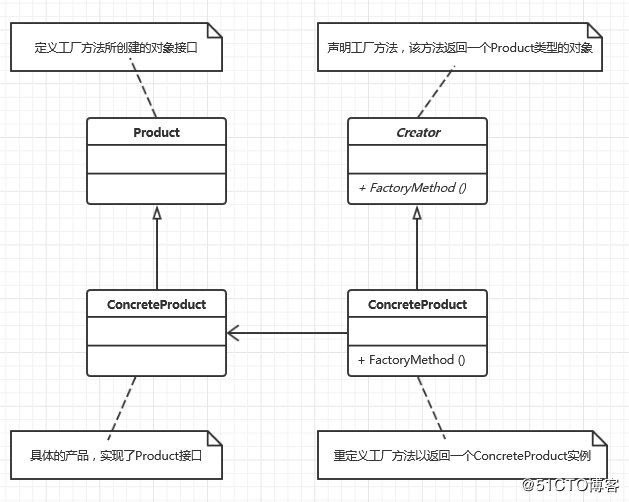 定义工厂方法所创建的对象接口
声明工厂方法，该方法返回一个Product类型的对象
Product
Creator
+ FactoryMethod ()
ConcreteProduct
ConcreteProduct
+ FactoryMethod ()
具体的产品，实现了Product接口
重定义工厂方法以返回一个ConcreteProduct实例
@51CTO博客